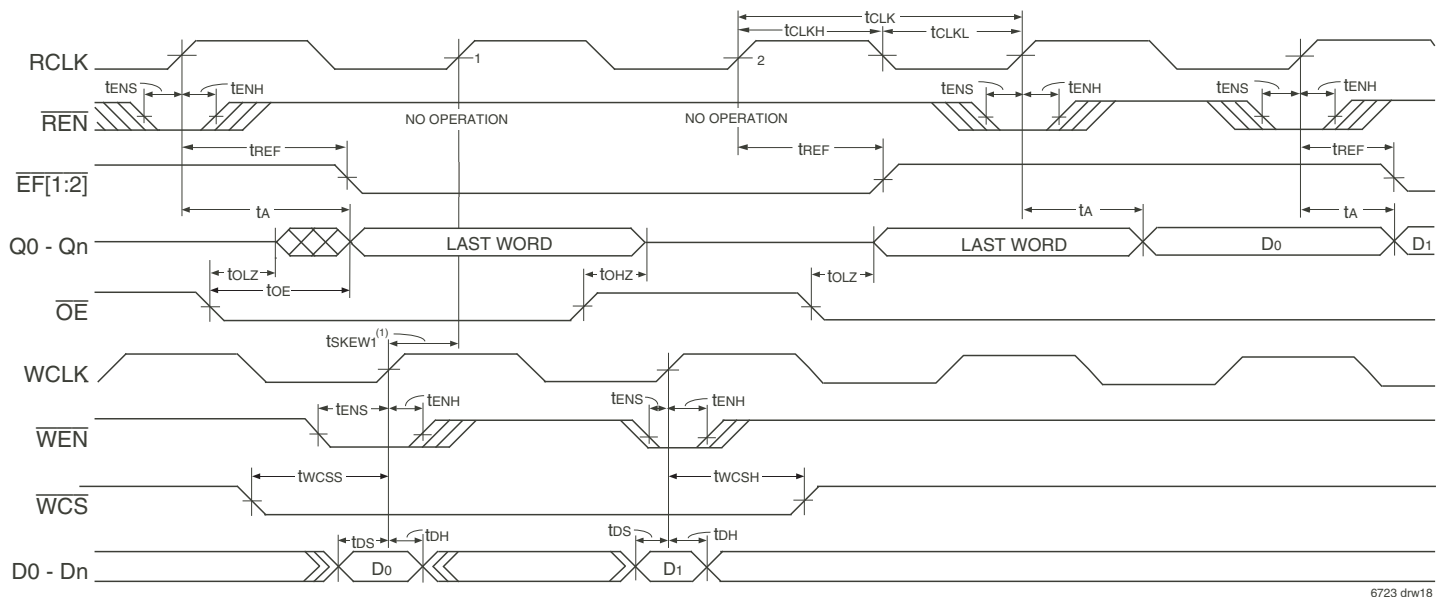 tCLK
tCLKH
tCLKL
RCLK
1
2
tENS
tENH
tENS
tENH
tENS
tENH
REN
NO OPERATION
NO OPERATION
tREF
tREF
tREF
EF[1:2]
tA
tA
tA
Q0 - Qn
LAST WORD
LAST WORD
D0
D1
tOLZ
tOHZ
tOLZ
tOE
OE
tSKEW1(1)
WCLK
tENS
tENH
tENS
tENH
WEN
tWCSS
tWCSH
WCS
tDS
tDH
tDS
tDH
D0 - Dn
D0
D1
6723 drw18